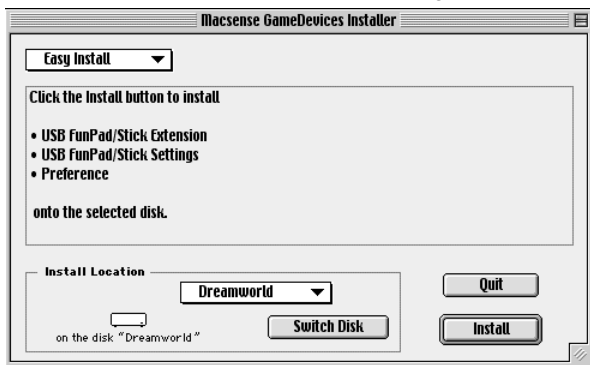 Macsense GameDevices Installer
Easy Install
Click the Install button to install
• USB FunPad/Stick Extension
• USB FunPad/Stick Settings
• Preference
onto the selected disk.
Install Location
Dreamworld
Quit
on the disk “Dreamworld”
Switch Disk
Install